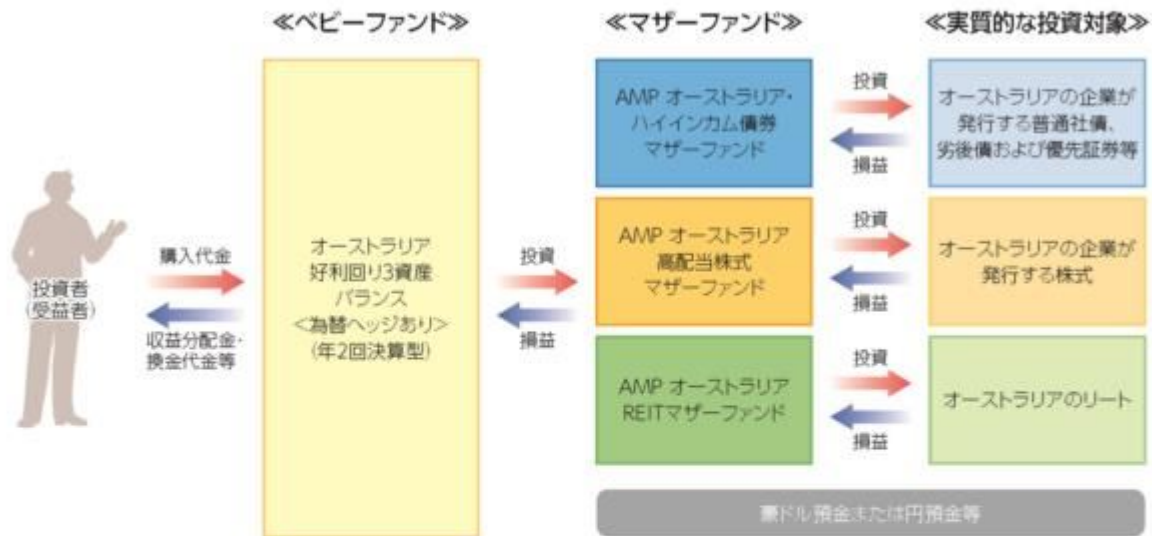 ≪ベビーファンド≫
≪マザーファンド≫
≪実質的な投資対象≫
投資者
(受益者)
購入代金
収益分配金・
換金代金等
オーストラリア
好利回り3資産
バランス
<為替ヘッジあり>
(年2回決算型)
投資
損益
AMP オーストラリア・
ハイインカム債券
マザーファンド
投資
損益
オーストラリアの企業が
発行する普通社債、
劣後債および優先証券等
AMP オーストラリア
高配当株式
マザーファンド
投資
損益
オーストラリアの企業が
発行する株式
AMP オーストラリア
REITマザーファンド
投資
損益
オーストラリアのリート
豪ドル預金または円預金等